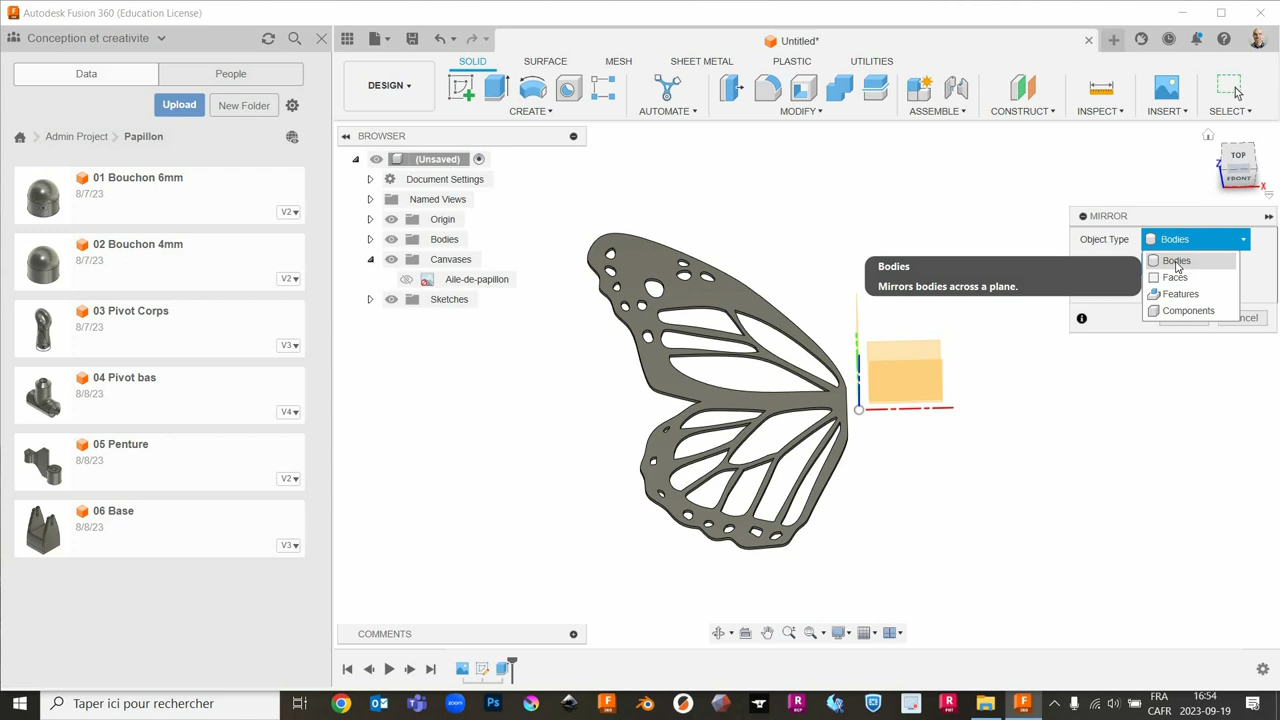 Autodesk Fusion 360 (Education License)
Conception et creativite
Untitled*
Data
People
Upload
New Folder
Admin Project
Papillon
01 Bouchon 6mm
8/7/23
V2
02 Bouchon 4mm
8/7/23
V2
03 Pivot Corps
8/8/23
V3
04 Pivot bas
8/8/23
V4
05 Penture
8/8/23
V2
06 Base
8/8/23
V3
DESIGN
SOLID
SURFACE
MESH
SHEET METAL
PLASTIC
UTILITIES
CREATE
AUTOMATE
MODIFY
ASSEMBLE
CONSTRUCT
INSPECT
INSERT
SELECT
BROWSER
(Unsaved)
Document Settings
Named Views
Origin
Bodies
Canvases
Aile-de-papillon
Sketches
TOP
FRONT
Z
X
MIRROR
Object Type
Bodies
Bodies
Faces
Features
Components
Bodies
Mirrors bodies across a plane.
COMMENTS
Taper ici pour rechercher
FRA
CAFR
16:54
2023-09-19